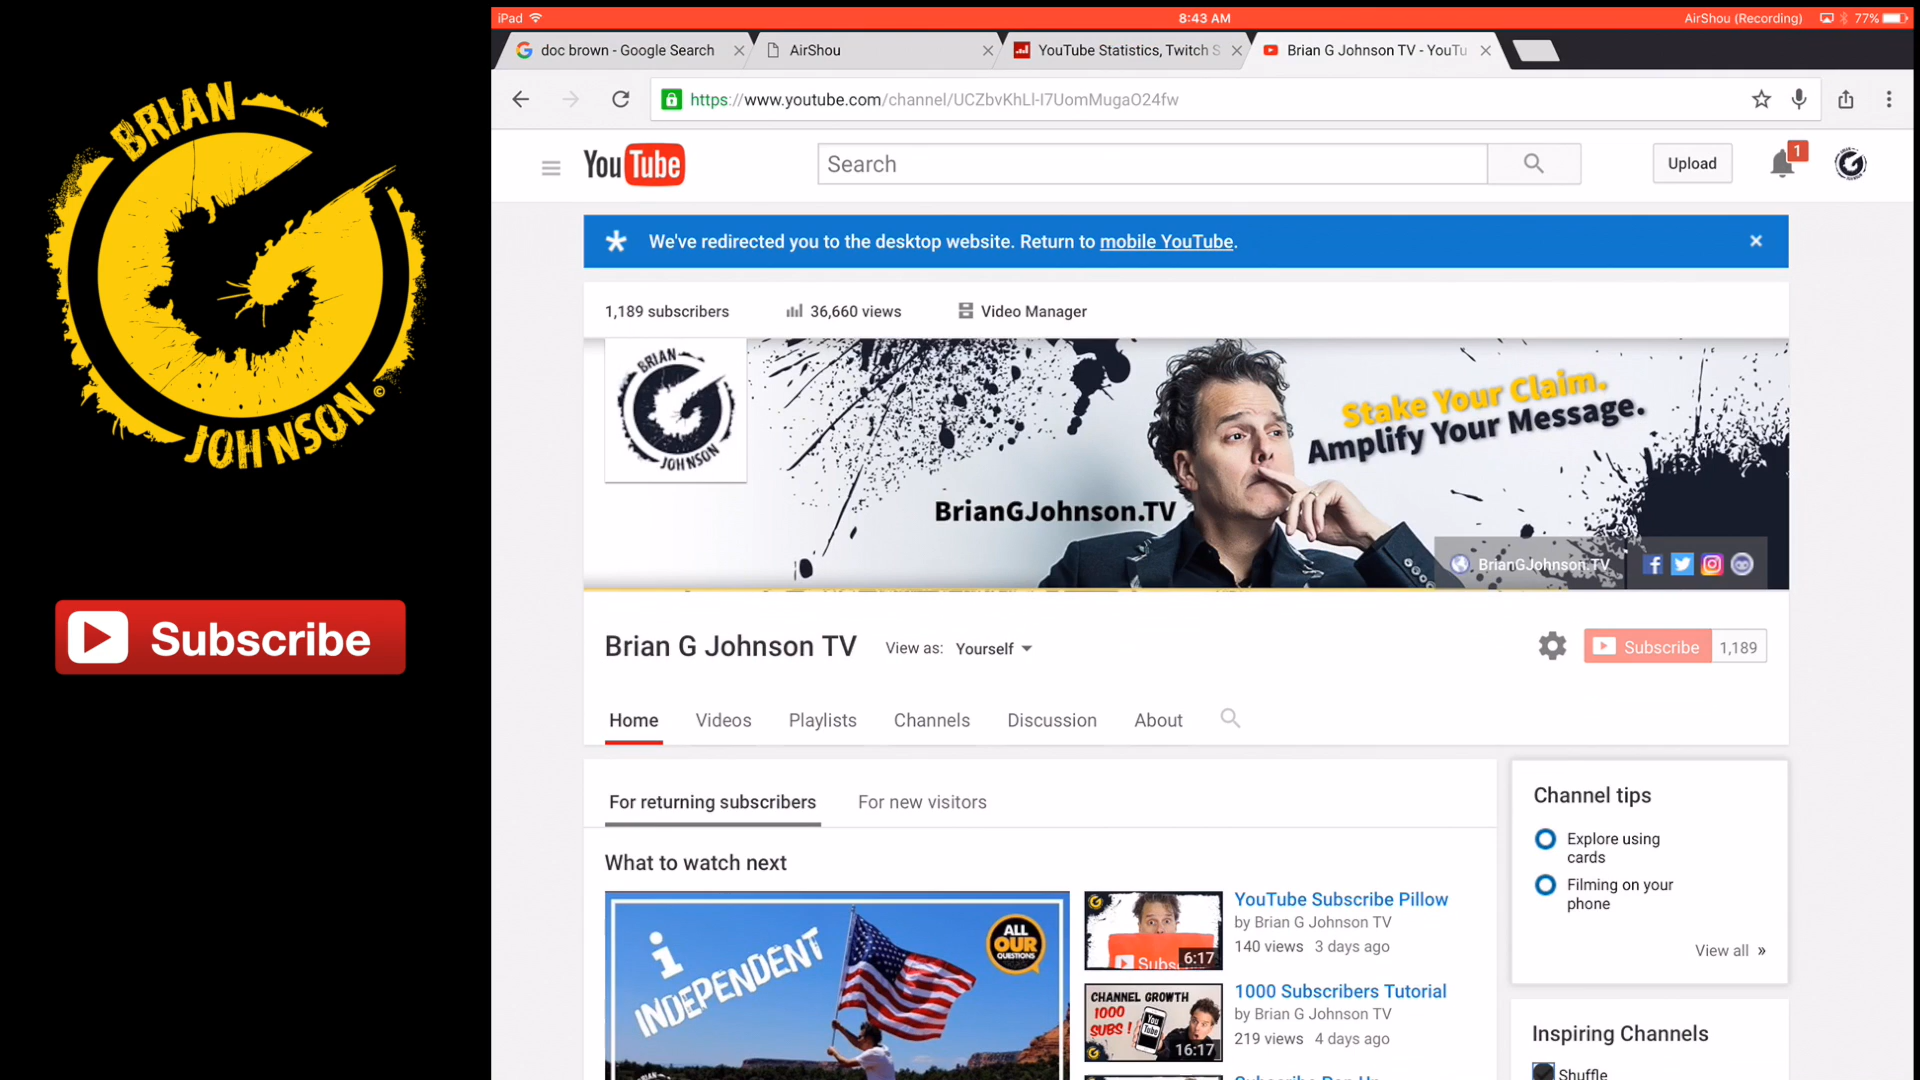 BRIAN
JOHNSON ©
Subscribe
iPad
8:43 AM
AirShou (Recording)
77%
doc brown - Google Search
AirShou
YouTube Statistics, Twitch S
Brian G Johnson TV - YouTu
https://www.youtube.com/channel/UCZbvKhLl-I7UomMugaO24fw
YouTube
Search
Upload
1
We've redirected you to the desktop website. Return to mobile YouTube.
1,189 subscribers
36,660 views
Video Manager
BRIAN
JOHNSON
Stake Your Claim.
Amplify Your Message.
BrianGJohnson.TV
BrianGJohnson.TV
Brian G Johnson TV
View as: Yourself
Subscribe 1,189
Home
Videos
Playlists
Channels
Discussion
About
For returning subscribers
For new visitors
What to watch next
i
INDEPENDENT
ALL
OUR
QUESTIONS
Subs
6:17
YouTube Subscribe Pillow
by Brian G Johnson TV
140 views 3 days ago
CHANNEL GROWTH
1000
SUBS!
You
Tube
16:17
1000 Subscribers Tutorial
by Brian G Johnson TV
219 views 4 days ago
Channel tips
Explore using
cards
Filming on your
phone
View all »
Inspiring Channels
Shuffle